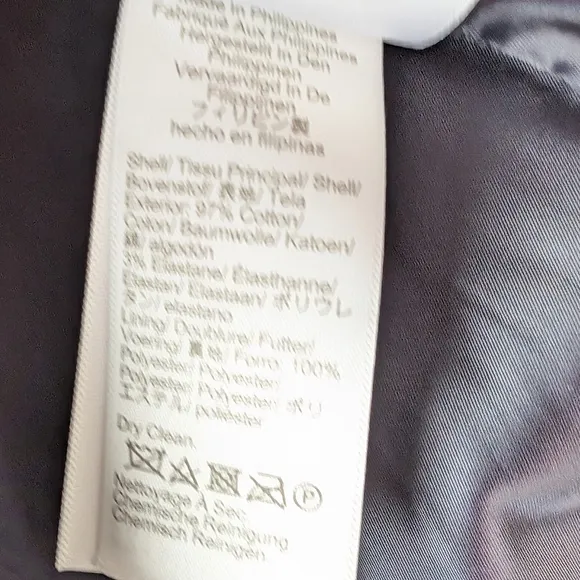 Made in Philippines
Fabriqué Aux Philippines
Hergestellt In Den
Philippinen
Vervaardigd In De
Filippijnen
フィリピン製
hecho en filipinas
Shell/ Tissu Principal/ Shell/
Bovenstof/ 表地/ Tela
Exterior: 97% Cotton/
Coton/ Baumwolle/ Katoen/
綿/ algodón
3% Elastane/ Élasthanne/
Elastan/ Elastaan/ ポリウレ
タン/ elastano
Lining/ Doublure/ Futter/
Voering/ 裏地/ Forro: 100%
Polyester/ Polyester/
Polyester/ Polyester/ ポリ
エステル/ poliéster
Dry Clean.
P
Nettoyage À Sec.
Chemische Reinigung
Chemisch Reinigen.